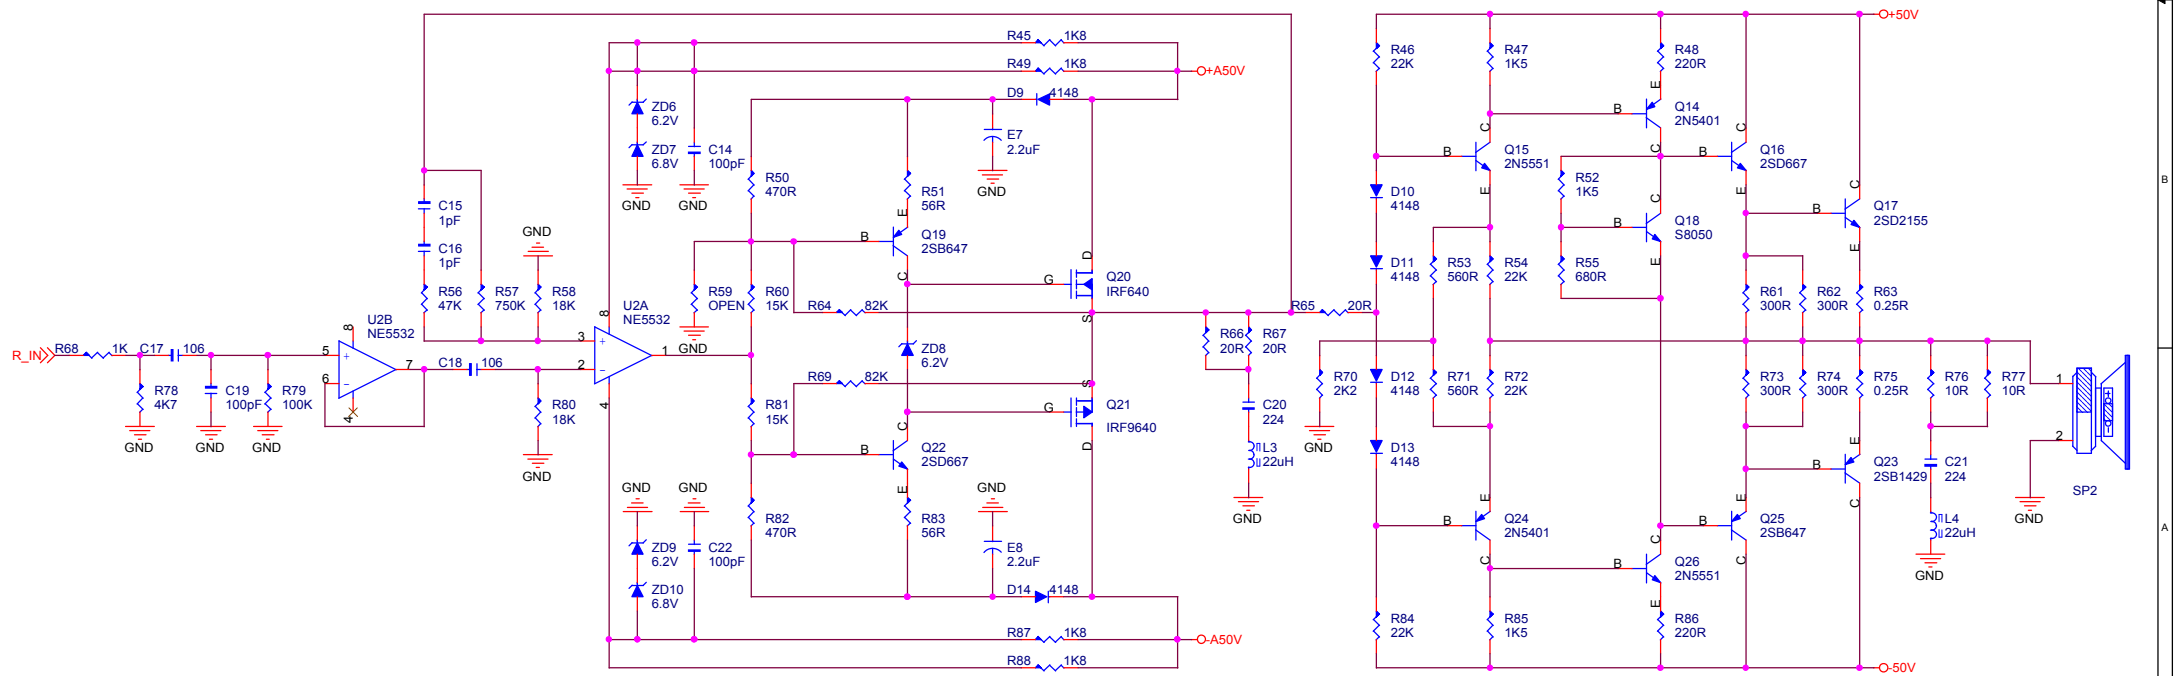 R_IN
R68 1K
C17 106
R78
4K7
GND
C19
100pF
GND
R79
100K
GND
5
6
8
4
7
+
−
U2B
NE5532
C18 106
C15
1pF
C16
1pF
R56
47K
R57
750K
GND
R58
18K
R80
18K
GND
U2A
NE5532
3
2
8
4
1
+
−
ZD6
6.2V
ZD7
6.8V
GND
C14
100pF
GND
R45 1K8
R49 1K8
+A50V
D9 4148
E7
2.2uF
GND
R50
470R
R51
56R
E
B
C
Q19
2SB647
R59
OPEN
GND
R60
15K
R64 82K
D
G
S
Q20
IRF640
ZD8
6.2V
R69 82K
R81
15K
S
G
D
Q21
IRF9640
C
B
E
Q22
2SD667
R82
470R
R83
56R
GND
GND
GND
ZD9
6.2V
ZD10
6.8V
C22
100pF
E8
2.2uF
D14 4148
R87 1K8
R88 1K8
-A50V
R65 20R
R66
20R
R67
20R
C20
224
L3
22uH
GND
R70
2K2
GND
R46
22K
R47
1K5
R48
220R
+50V
E
B
C
Q14
2N5401
C
B
E
Q15
2N5551
C
B
E
Q16
2SD667
C
B
E
Q17
2SD2155
D10
4148
D11
4148
R52
1K5
C
B
E
Q18
S8050
R53
560R
R54
22K
R55
680R
R61
300R
R62
300R
R63
0.25R
D12
4148
R71
560R
R72
22K
R73
300R
R74
300R
R75
0.25R
R76
10R
R77
10R
D13
4148
E
B
C
Q23
2SB1429
C21
224
L4
22uH
GND
E
B
C
Q24
2N5401
E
B
C
Q25
2SB647
C
B
E
Q26
2N5551
R84
22K
R85
1K5
R86
220R
-50V
1
2
+
-
GND
SP2
B
A